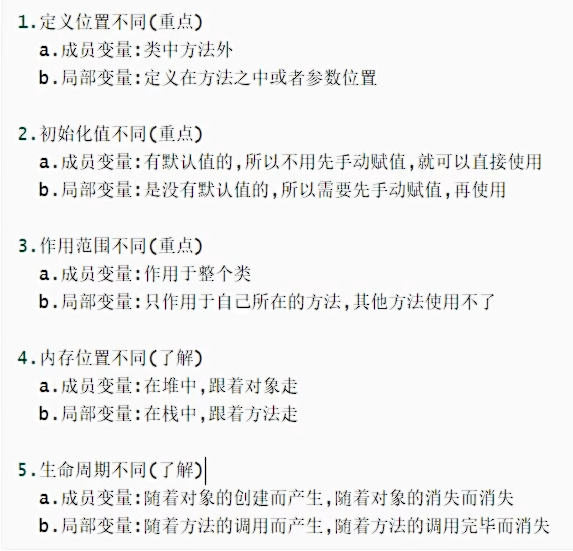 1.定义位置不同(重点)
a.成员变量:类中方法外
b.局部变量:定义在方法之中或者参数位置
2.初始化值不同(重点)
a.成员变量:有默认值的,所以不用先手动赋值,就可以直接使用
b.局部变量:是没有默认值的,所以需要先手动赋值,再使用
3.作用范围不同(重点)
a.成员变量:作用于整个类
b.局部变量:只作用于自己所在的方法,其他方法使用不了
4.内存位置不同(了解)
a.成员变量:在堆中,跟着对象走
b.局部变量:在栈中,跟着方法走
5.生命周期不同(了解)
a.成员变量:随着对象的创建而产生,随着对象的消失而消失
b.局部变量:随着方法的调用而产生,随着方法的调用完毕而消失